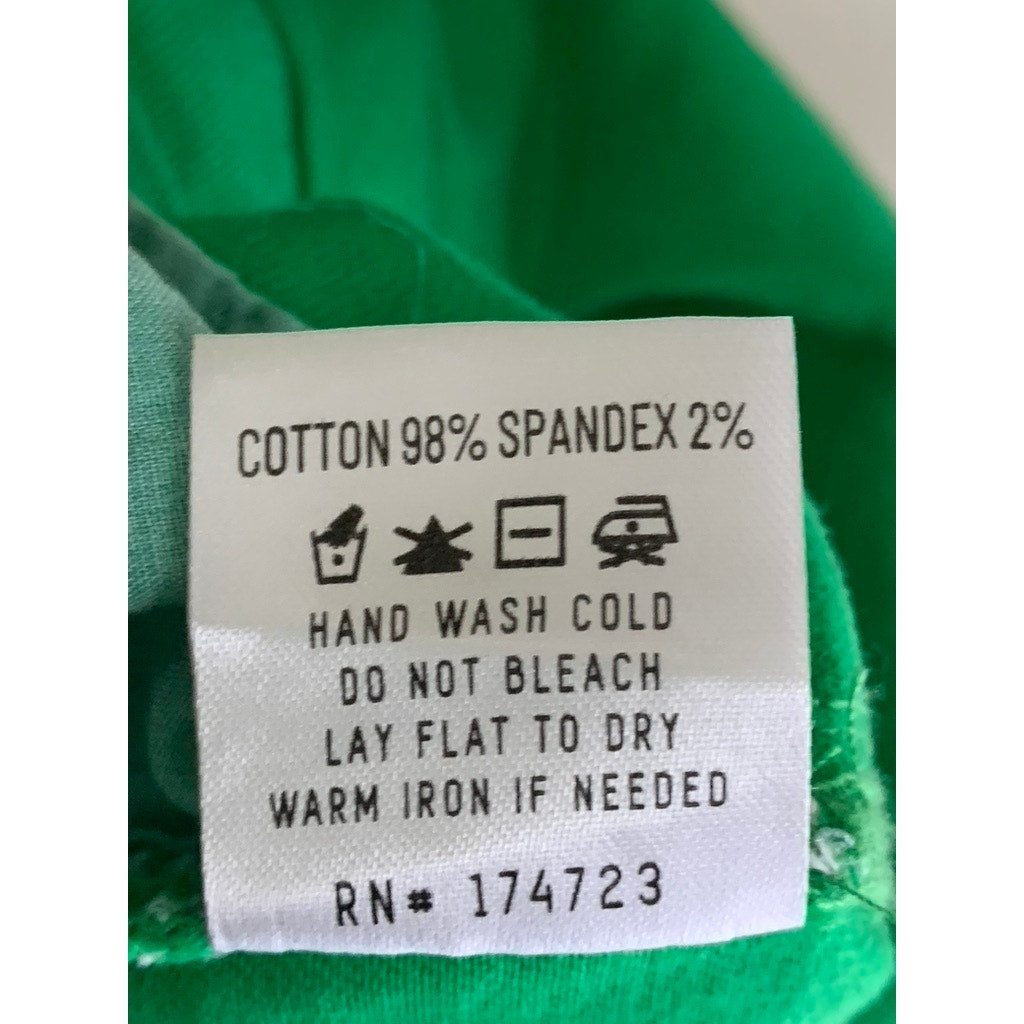 COTTON 98% SPANDEX 2%
HAND WASH COLD
DO NOT BLEACH
LAY FLAT TO DRY
WARM IRON IF NEEDED
RN# 174723